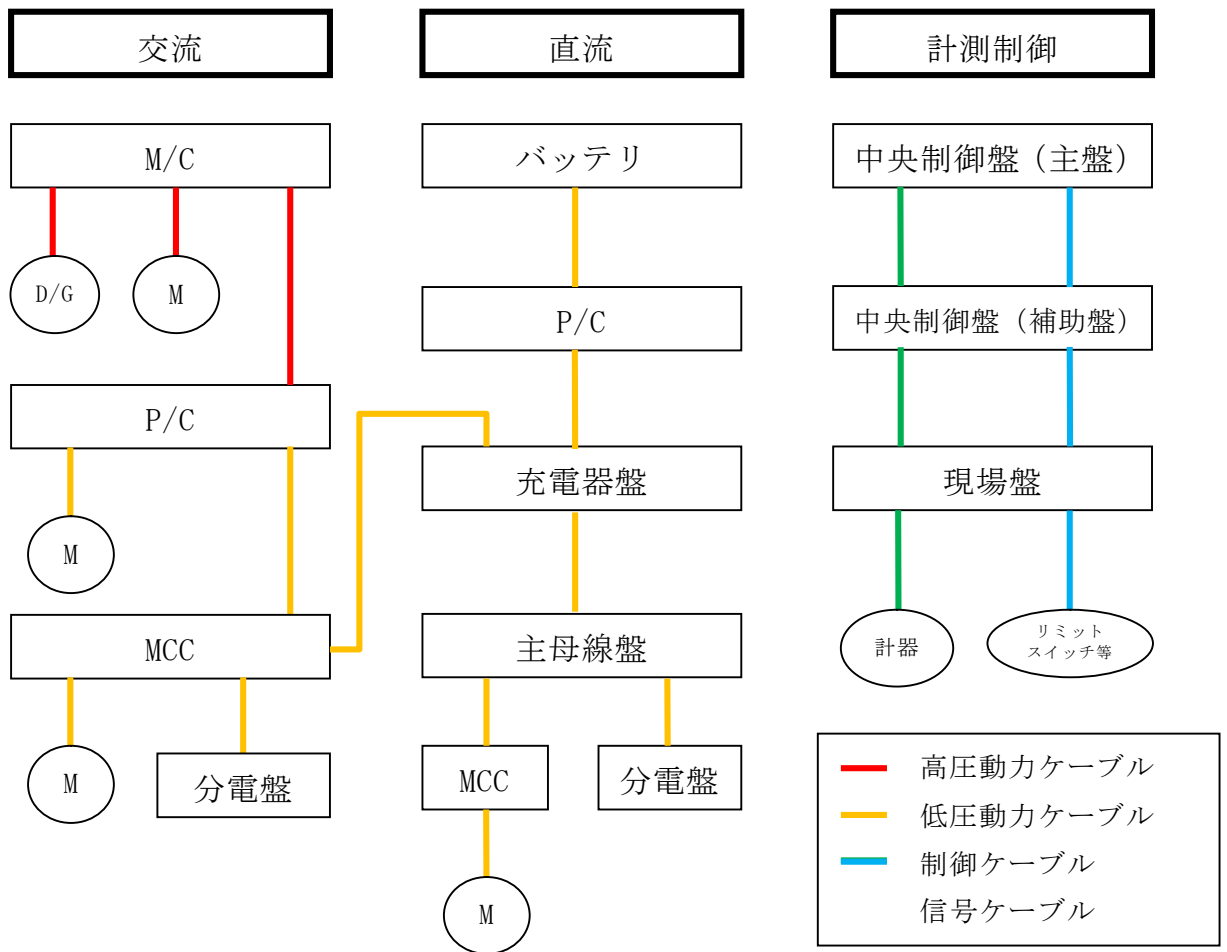 交流
直流
計測制御
M/C
バッテリ
中央制御盤（主盤）
D/G
M
P/C
中央制御盤（補助盤）
P/C
充電器盤
現場盤
M
MCC
主母線盤
計器
リミット
スイッチ等
M
分電盤
MCC
分電盤
M
高圧動力ケーブル
低圧動力ケーブル
制御ケーブル
信号ケーブル